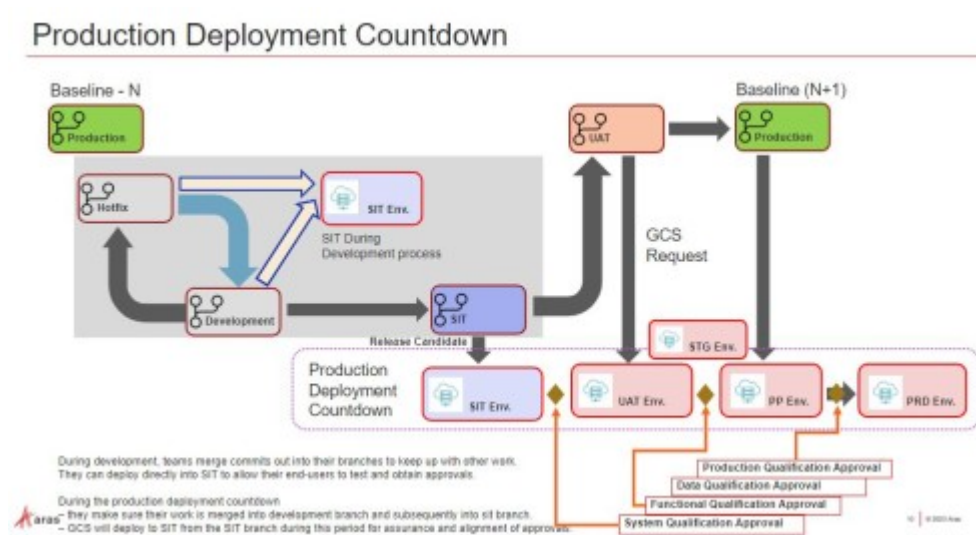 Production Deployment Countdown
Baseline - N
Baseline (N+1)
Production
UAT
Production
Hotfix
SIT Env.
SIT During
Development process
GCS
Request
Development
SIT
Release Candidate
STG Env.
Production
Deployment
Countdown
SIT Env.
UAT Env.
PP Env.
PRD Env.
During development, teams merge commits out into their branches to keep up with other work.
They can deploy directly into SIT to allow their end-users to test and obtain approvals.
During the production deployment countdown
– they make sure their work is merged into development branch and subsequently into sit branch.
– GCS will deploy to SIT from the SIT branch during this period for assurance and alignment of approvals.
Production Qualification Approval
Data Qualification Approval
Functional Qualification Approval
System Qualification Approval
aras